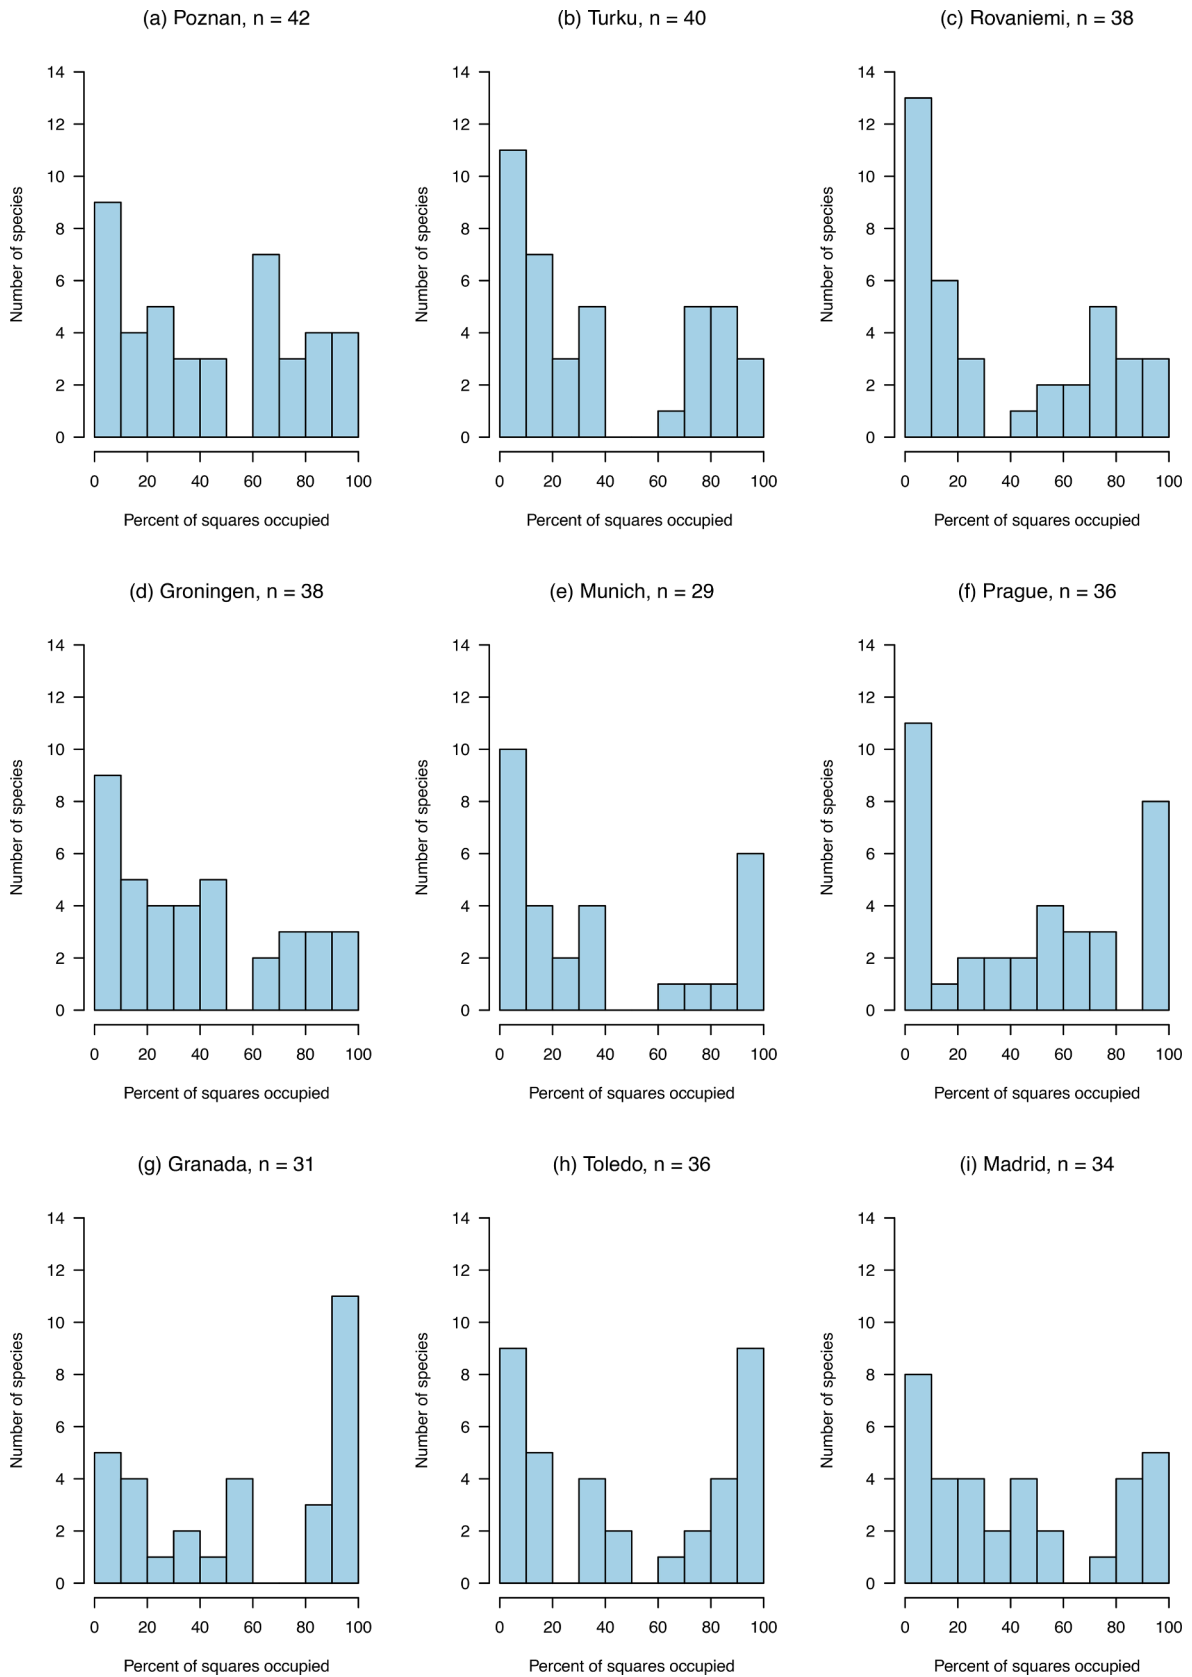 (a) Poznan, n = 42
(b) Turku, n = 40
(c) Rovaniemi, n = 38
14
12
10
8
6
4
2
0
Number of species
0 20 40 60 80 100
Percent of squares occupied
14
12
10
8
6
4
2
0
Number of species
0 20 40 60 80 100
Percent of squares occupied
14
12
10
8
6
4
2
0
Number of species
0 20 40 60 80 100
Percent of squares occupied
(d) Groningen, n = 38
(e) Munich, n = 29
(f) Prague, n = 36
14
12
10
8
6
4
2
0
Number of species
0 20 40 60 80 100
Percent of squares occupied
14
12
10
8
6
4
2
0
Number of species
0 20 40 60 80 100
Percent of squares occupied
14
12
10
8
6
4
2
0
Number of species
0 20 40 60 80 100
Percent of squares occupied
(g) Granada, n = 31
(h) Toledo, n = 36
(i) Madrid, n = 34
14
12
10
8
6
4
2
0
Number of species
0 20 40 60 80 100
Percent of squares occupied
14
12
10
8
6
4
2
0
Number of species
0 20 40 60 80 100
Percent of squares occupied
14
12
10
8
6
4
2
0
Number of species
0 20 40 60 80 100
Percent of squares occupied